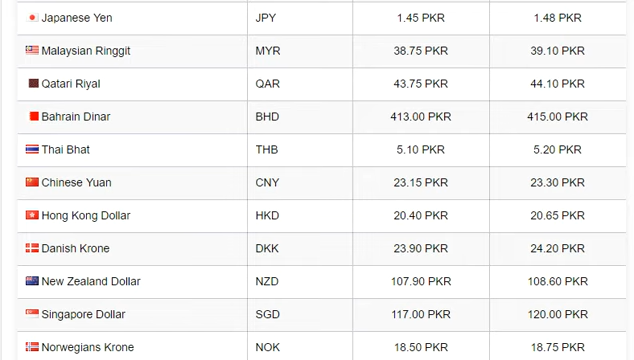 Japanese Yen JPY 1.45 PKR 1.48 PKR
Malaysian Ringgit MYR 38.75 PKR 39.10 PKR
Qatari Riyal QAR 43.75 PKR 44.10 PKR
Bahrain Dinar BHD 413.00 PKR 415.00 PKR
Thai Bhat THB 5.10 PKR 5.20 PKR
Chinese Yuan CNY 23.15 PKR 23.30 PKR
Hong Kong Dollar HKD 20.40 PKR 20.65 PKR
Danish Krone DKK 23.90 PKR 24.20 PKR
New Zealand Dollar NZD 107.90 PKR 108.60 PKR
Singapore Dollar SGD 117.00 PKR 120.00 PKR
Norwegians Krone NOK 18.50 PKR 18.75 PKR